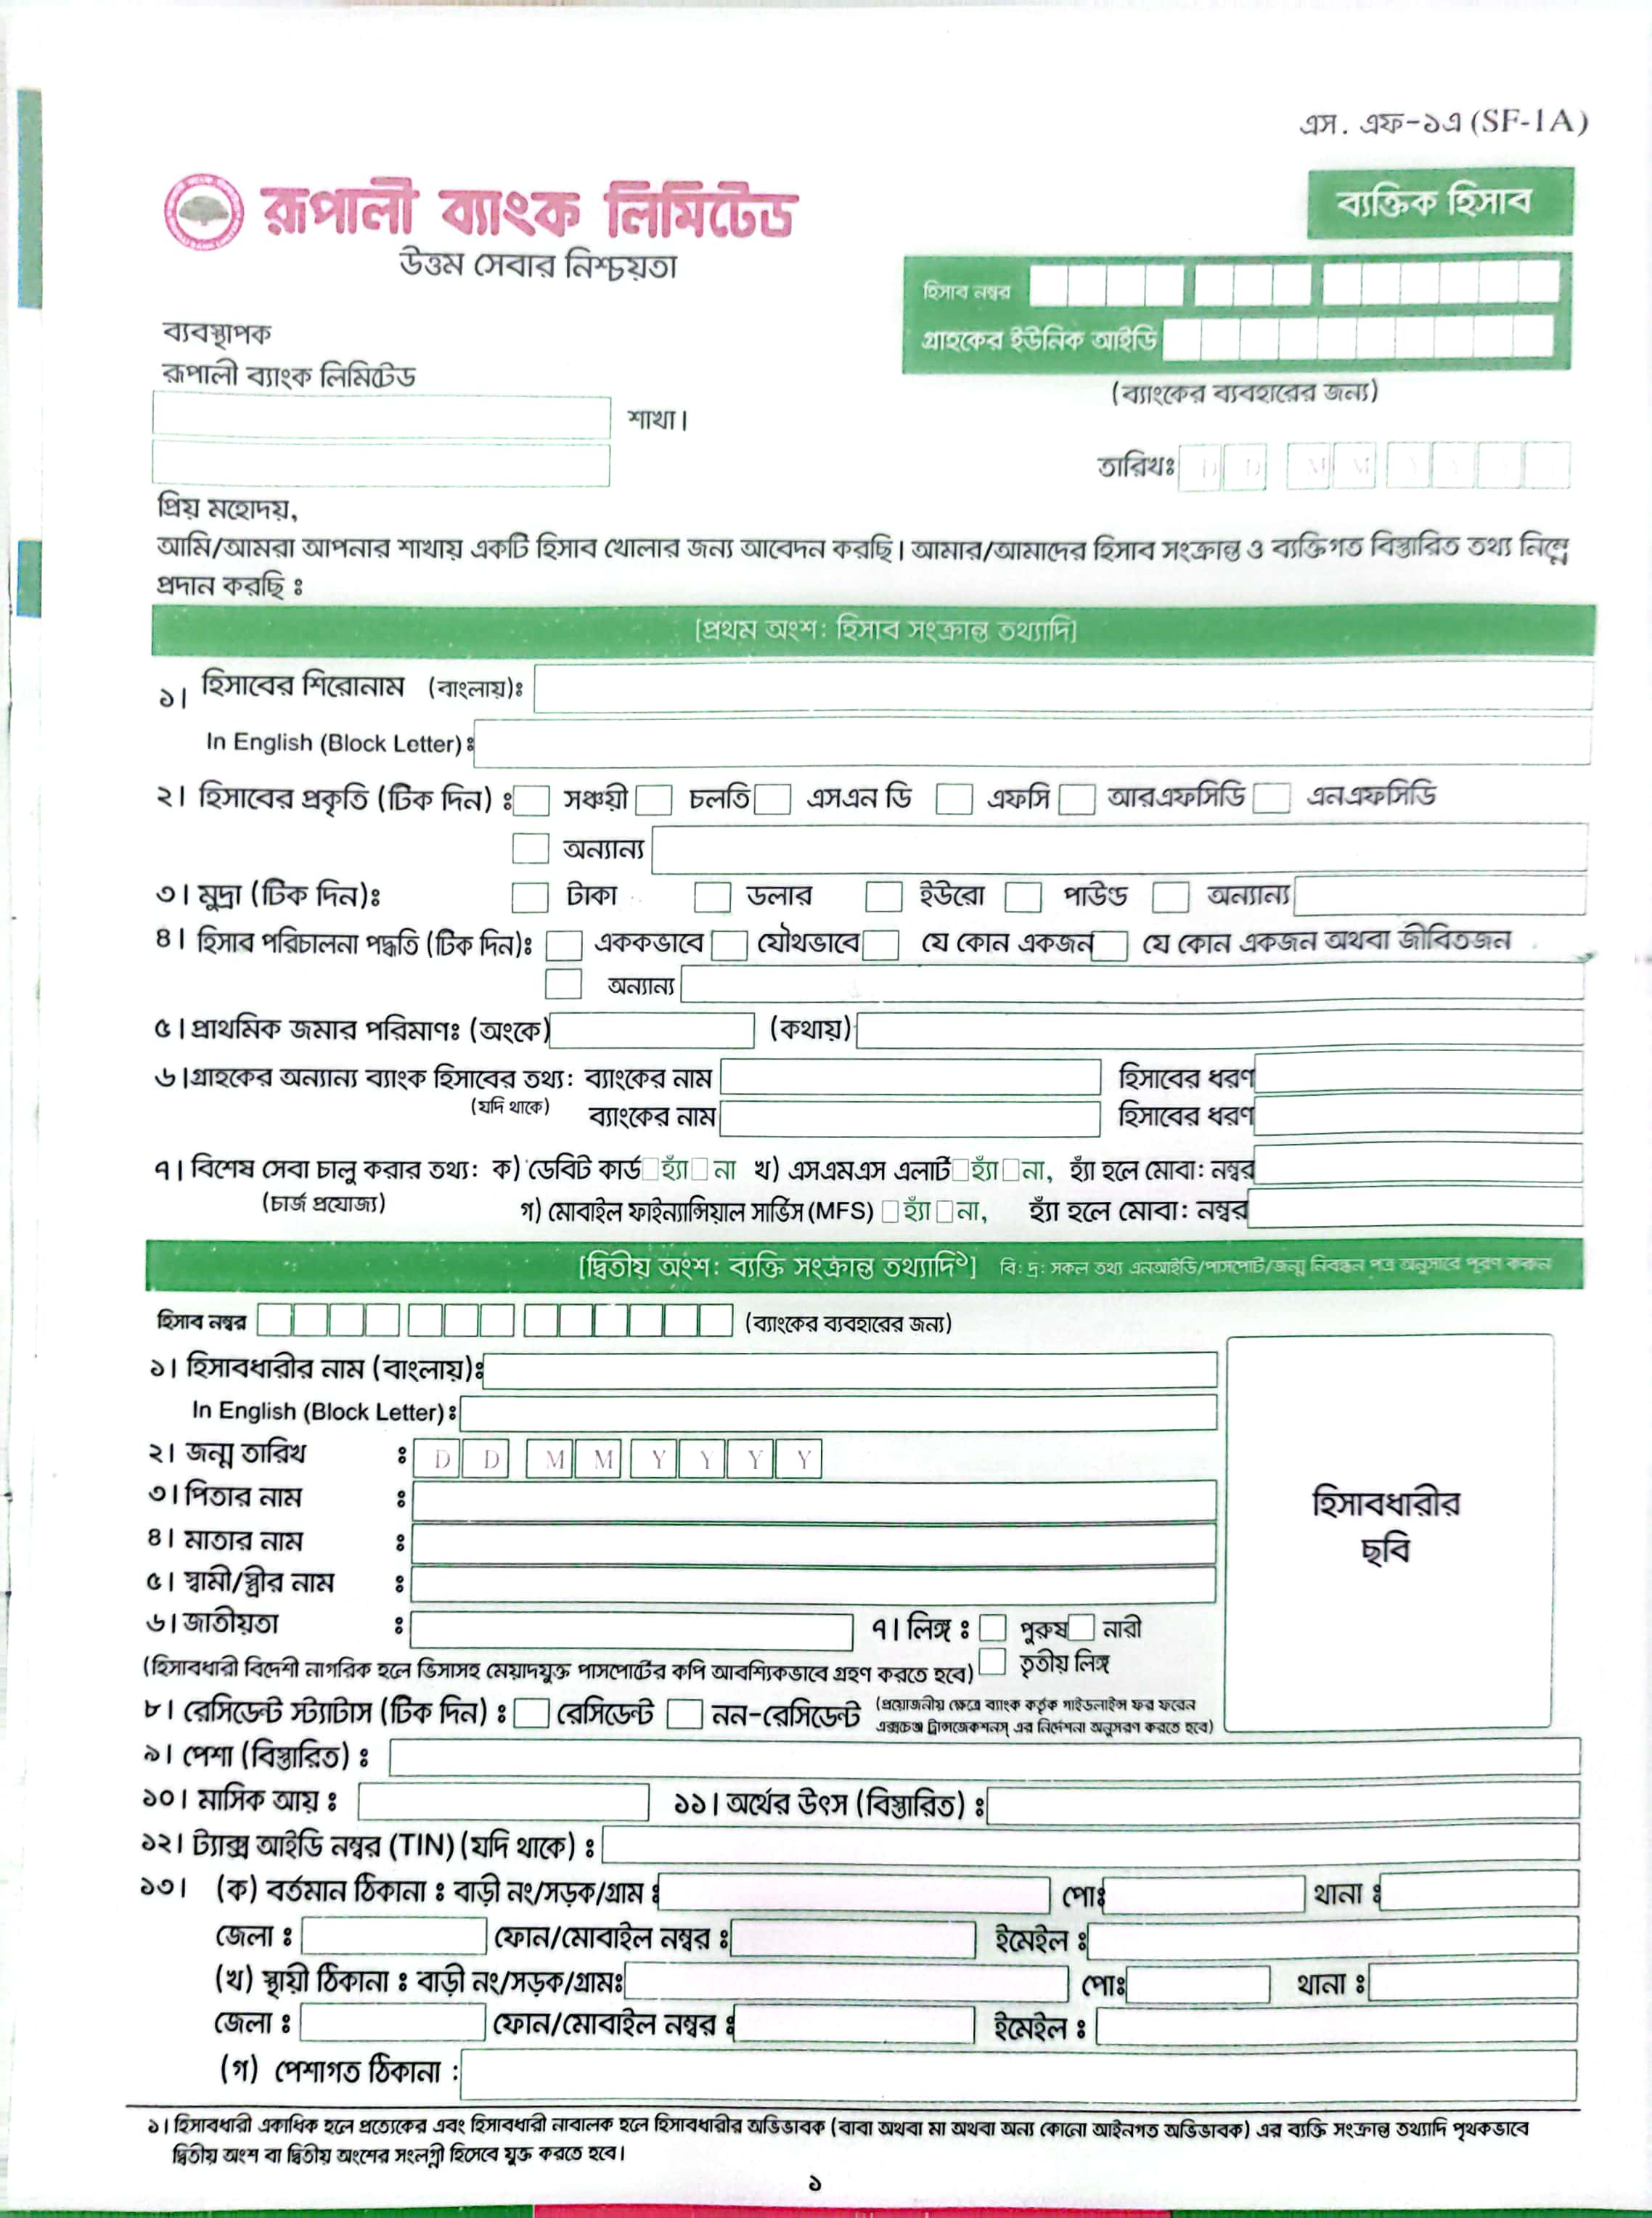 এস. এফ-১এ (SF-1A)
রূপালী ব্যাংক লিমিটেড
উত্তম সেবার নিশ্চয়তা
ব্যক্তিক হিসাব
হিসাব নম্বর
গ্রাহকের ইউনিক আইডি
(ব্যাংকের ব্যবহারের জন্য)
ব্যবস্থাপক
রূপালী ব্যাংক লিমিটেড
শাখা।
তারিখঃ D D M M Y Y
প্রিয় মহোদয়,
আমি/আমরা আপনার শাখায় একটি হিসাব খোলার জন্য আবেদন করছি। আমার/আমাদের হিসাব সংক্রান্ত ও ব্যক্তিগত বিস্তারিত তথ্য নিম্নে
প্রদান করছি ঃ
[প্রথম অংশ: হিসাব সংক্রান্ত তথ্যাদি]
১। হিসাবের শিরোনাম (বাংলায়)ঃ
In English (Block Letter) ঃ
২। হিসাবের প্রকৃতি (টিক দিন) ঃ সঞ্চয়ী চলতি এসএন ডি এফসি আরএফসিডি এনএফসিডি
অন্যান্য
৩। মুদ্রা (টিক দিন)ঃ টাকা ডলার ইউরো পাউন্ড অন্যান্য
৪। হিসাব পরিচালনা পদ্ধতি (টিক দিন)ঃ এককভাবে যৌথভাবে যে কোন একজন যে কোন একজন অথবা জীবিতজন
অন্যান্য
৫। প্রাথমিক জমার পরিমাণঃ (অংকে) (কথায়)
৬। গ্রাহকের অন্যান্য ব্যাংক হিসাবের তথ্য: ব্যাংকের নাম হিসাবের ধরণ
(যদি থাকে) ব্যাংকের নাম হিসাবের ধরণ
৭। বিশেষ সেবা চালু করার তথ্য: ক) ডেবিট কার্ড হ্যাঁ না খ) এসএমএস এলার্ট হ্যাঁ না, হ্যাঁ হলে মোবা: নম্বর
(চার্জ প্রযোজ্য) গ) মোবাইল ফাইন্যান্সিয়াল সার্ভিস (MFS) হ্যাঁ না, হ্যাঁ হলে মোবা: নম্বর
[দ্বিতীয় অংশ: ব্যক্তি সংক্রান্ত তথ্যাদি১] বি: দ্র: সকল তথ্য এনআইডি/পাসপোর্ট/জন্ম নিবন্ধন পত্র অনুসারে পূরণ করুন
হিসাব নম্বর (ব্যাংকের ব্যবহারের জন্য)
১। হিসাবধারীর নাম (বাংলায়)ঃ
In English (Block Letter) ঃ
২। জন্ম তারিখ ঃ D D M M Y Y Y Y
৩। পিতার নাম ঃ
৪। মাতার নাম ঃ
৫। স্বামী/স্ত্রীর নাম ঃ
হিসাবধারীর
ছবি
৬। জাতীয়তা ঃ ৭। লিঙ্গ ঃ পুরুষ নারী
(হিসাবধারী বিদেশী নাগরিক হলে ভিসাসহ মেয়াদযুক্ত পাসপোর্টের কপি আবশ্যিকভাবে গ্রহণ করতে হবে) তৃতীয় লিঙ্গ
৮। রেসিডেন্ট স্ট্যাটাস (টিক দিন) ঃ রেসিডেন্ট নন-রেসিডেন্ট (প্রয়োজনীয় ক্ষেত্রে ব্যাংক কর্তৃক গাইডলাইন্স ফর ফরেন
এক্সচেঞ্জ ট্রান্সজেকশনস্ এর নির্দেশনা অনুসরণ করতে হবে)
৯। পেশা (বিস্তারিত) ঃ
১০। মাসিক আয় ঃ ১১। অর্থের উৎস (বিস্তারিত) ঃ
১২। ট্যাক্স আইডি নম্বর (TIN) (যদি থাকে) ঃ
১৩। (ক) বর্তমান ঠিকানা ঃ বাড়ী নং/সড়ক/গ্রাম ঃ পোঃ থানা ঃ
জেলা ঃ ফোন/মোবাইল নম্বর ঃ ইমেইল ঃ
(খ) স্থায়ী ঠিকানা ঃ বাড়ী নং/সড়ক/গ্রামঃ পোঃ থানা ঃ
জেলা ঃ ফোন/মোবাইল নম্বর ঃ ইমেইল ঃ
(গ) পেশাগত ঠিকানা :
১। হিসাবধারী একাধিক হলে প্রত্যেকের এবং হিসাবধারী নাবালক হলে হিসাবধারীর অভিভাবক (বাবা অথবা মা অথবা অন্য কোনো আইনগত অভিভাবক) এর ব্যক্তি সংক্রান্ত তথ্যাদি পৃথকভাবে
দ্বিতীয় অংশ বা দ্বিতীয় অংশের সংলগ্নী হিসেবে যুক্ত করতে হবে।
১